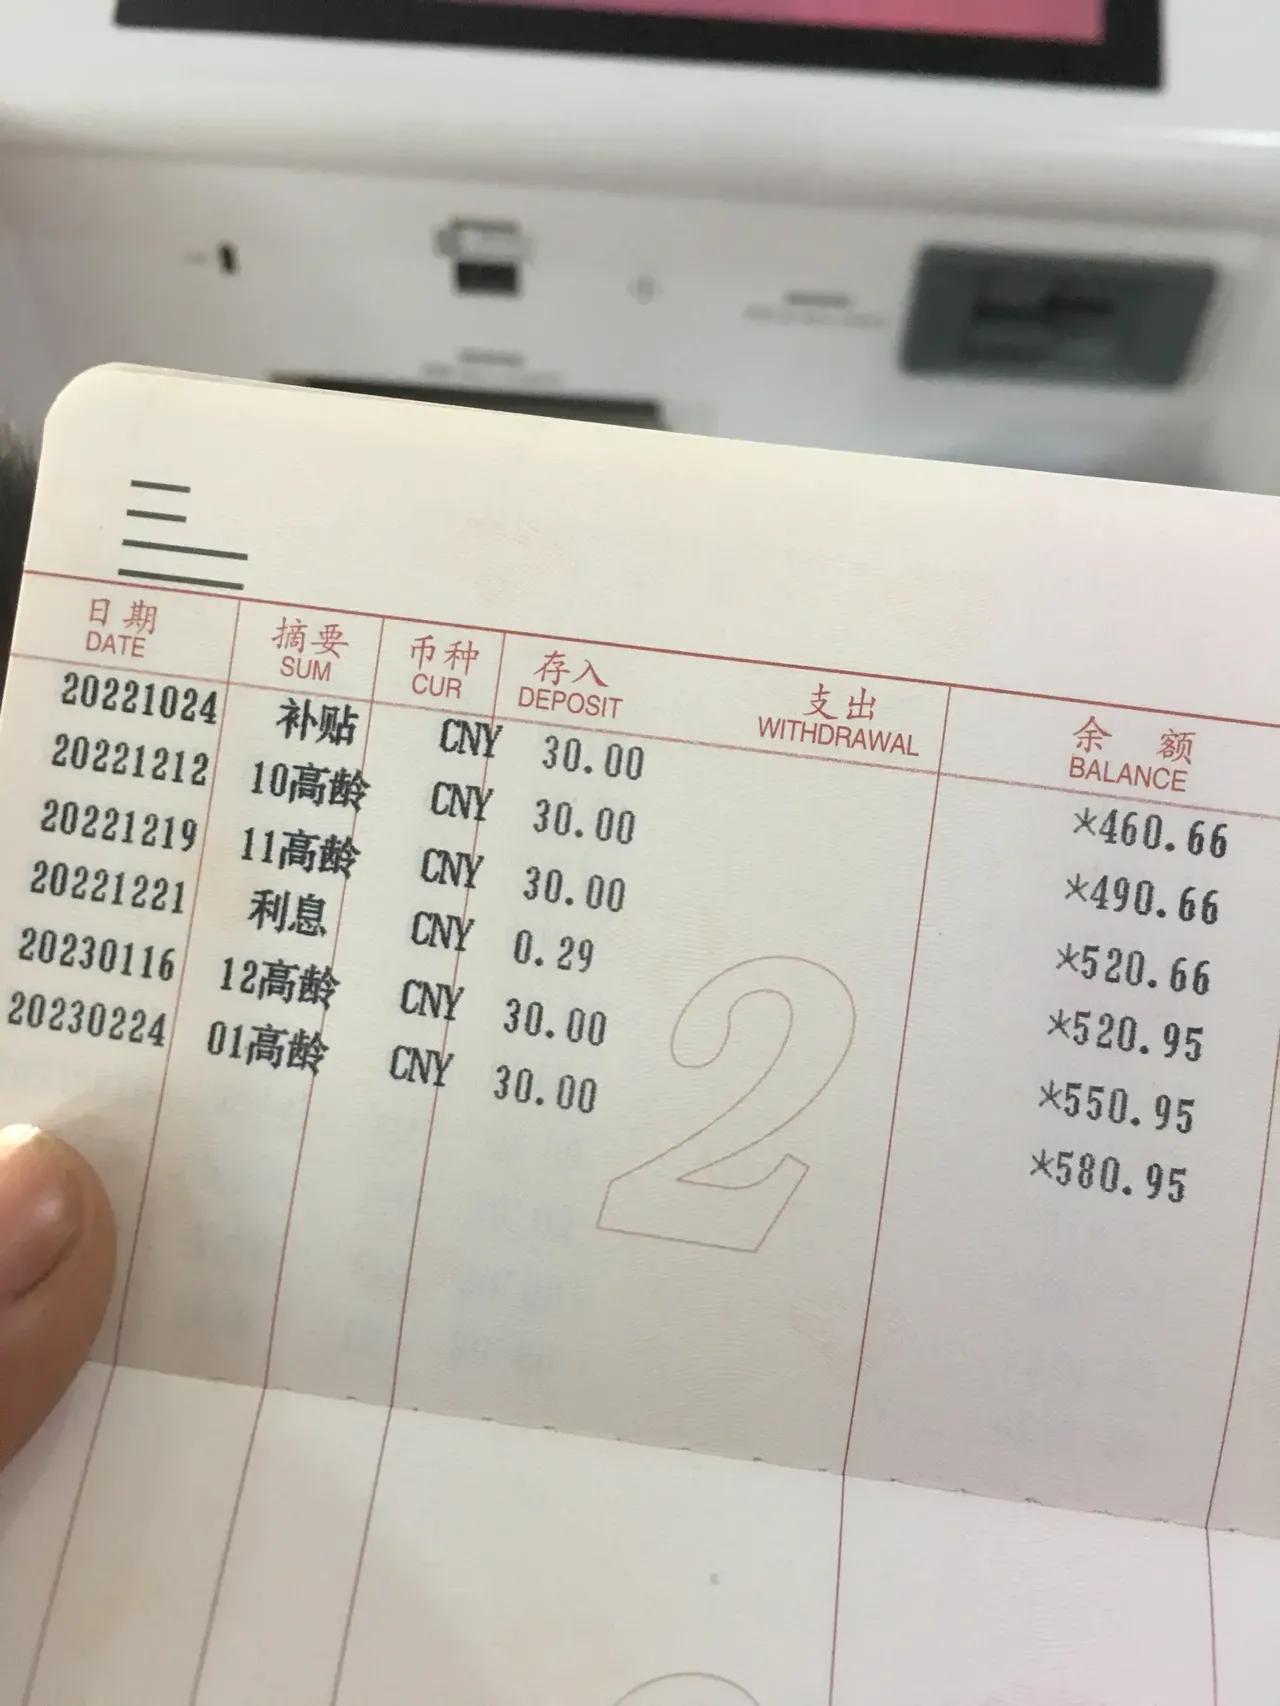 日期 摘要 币种 存入 支出 余额
DATE SUM CUR DEPOSIT WITHDRAWAL BALANCE
20221024 补贴 CNY 30.00 *460.66
20221212 10高龄 CNY 30.00 *490.66
20221219 11高龄 CNY 30.00 *520.66
20221221 利息 CNY 0.29 *520.95
20230116 12高龄 CNY 30.00 *550.95
20230224 01高龄 CNY 30.00 *580.95
2